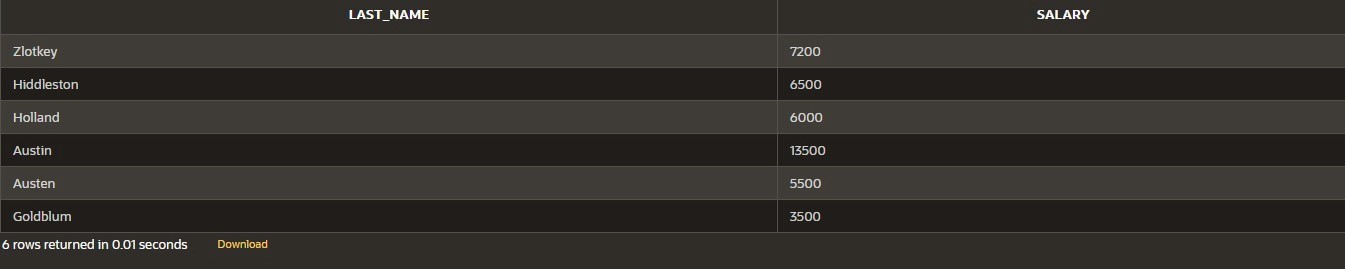 LAST_NAME SALARY
Zlotkey 7200
Hiddleston 6500
Holland 6000
Austin 13500
Austen 5500
Goldblum 3500
6 rows returned in 0.01 seconds Download